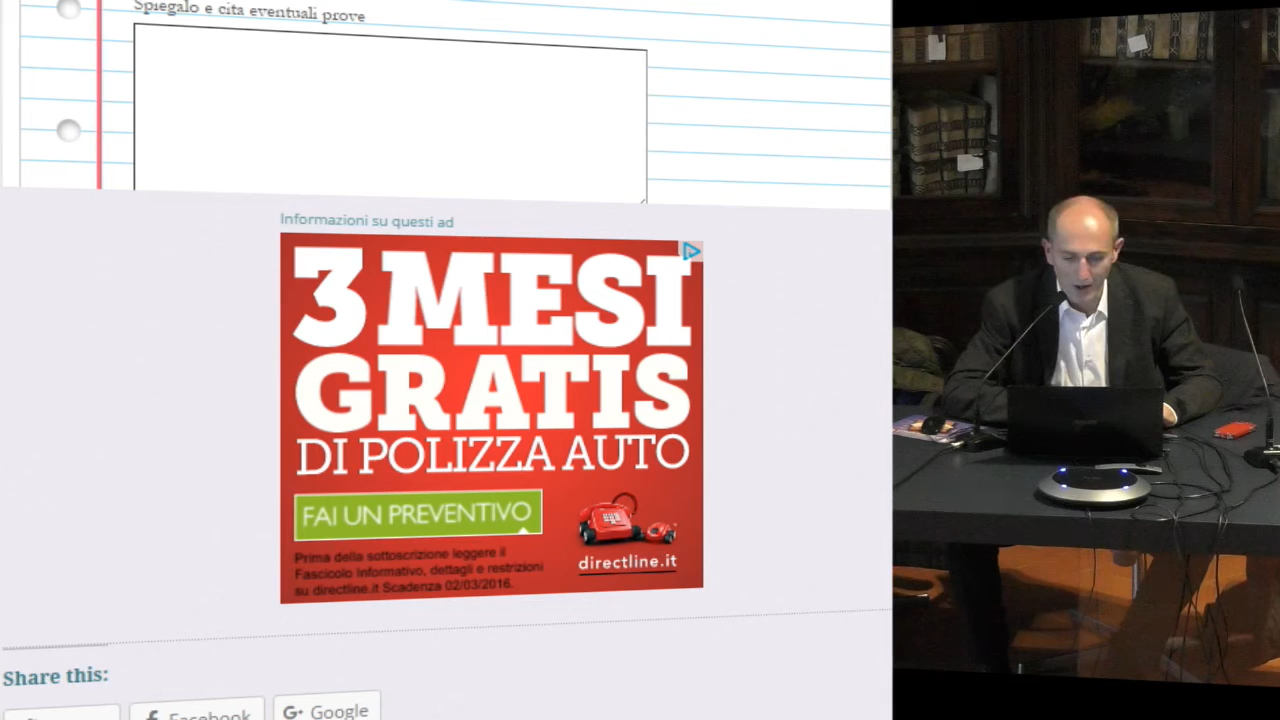 Spiegalo e cita eventuali prove
Informazioni su questi ad
3 MESI
GRATIS
DI POLIZZA AUTO
FAI UN PREVENTIVO
Prima della sottoscrizione leggere il
Fascicolo Informativo, dettagli e restrizioni
su directline.it Scadenza 02/03/2016.
directline.it
Share this:
Facebook
G+ Google